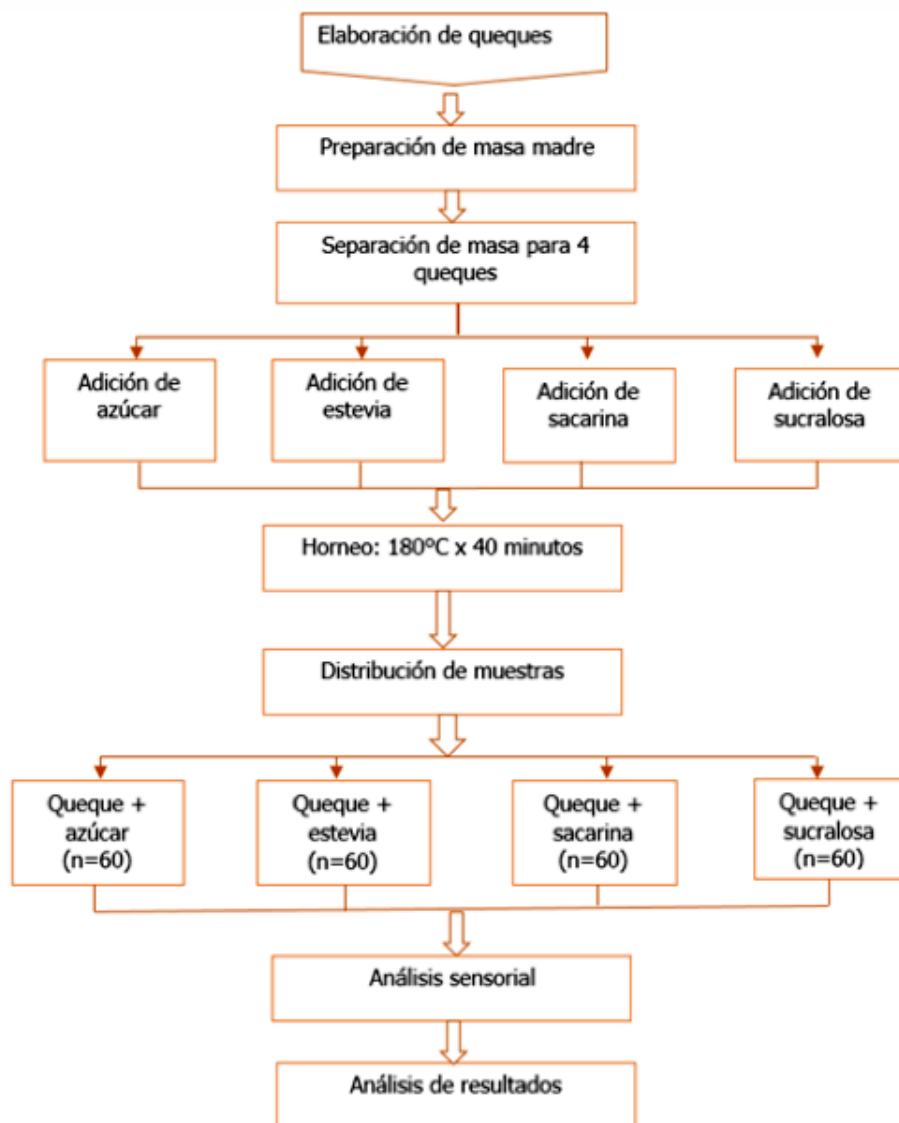 Elaboración de queques
Preparación de masa madre
Separación de masa para 4
queques
Adición de
azúcar
Adición de
estevia
Adición de
sacarina
Adición de
sucralosa
Horneo: 180°C x 40 minutos
Distribución de muestras
Queque +
azúcar
(n=60)
Queque +
estevia
(n=60)
Queque +
sacarina
(n=60)
Queque +
sucralosa
(n=60)
Análisis sensorial
Análisis de resultados